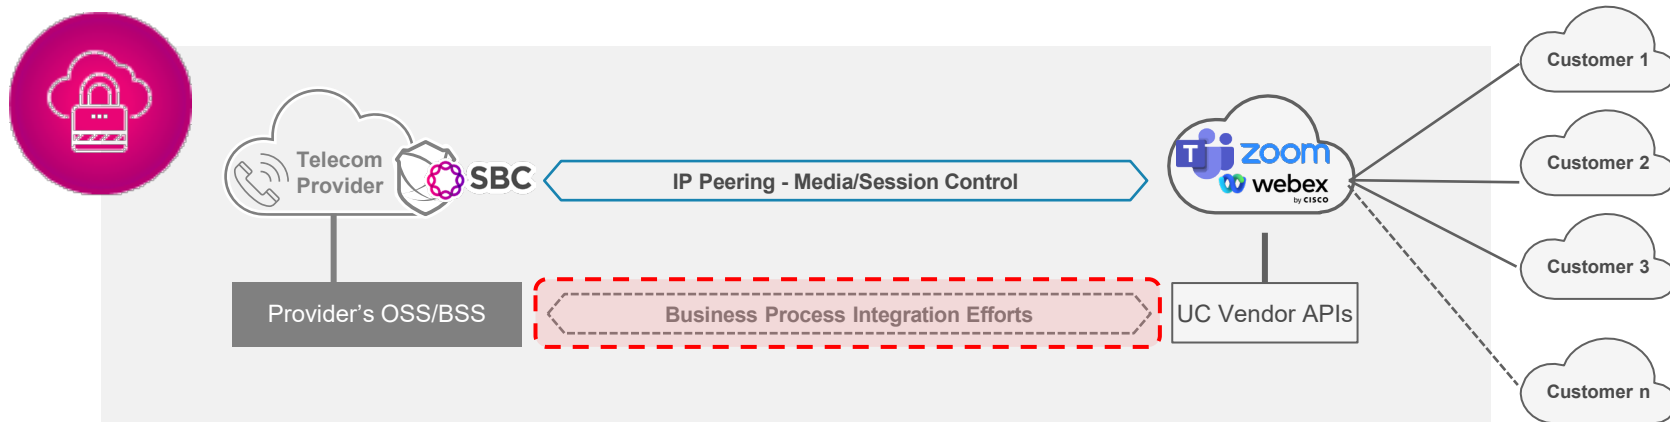 Customer 1
Telecom
Provider
SBC
IP Peering - Media/Session Control
T
zoom
webex
by CISCO
Customer 2
Customer 3
Provider's OSS/BSS
Business Process Integration Efforts
UC Vendor APIs
Customer n